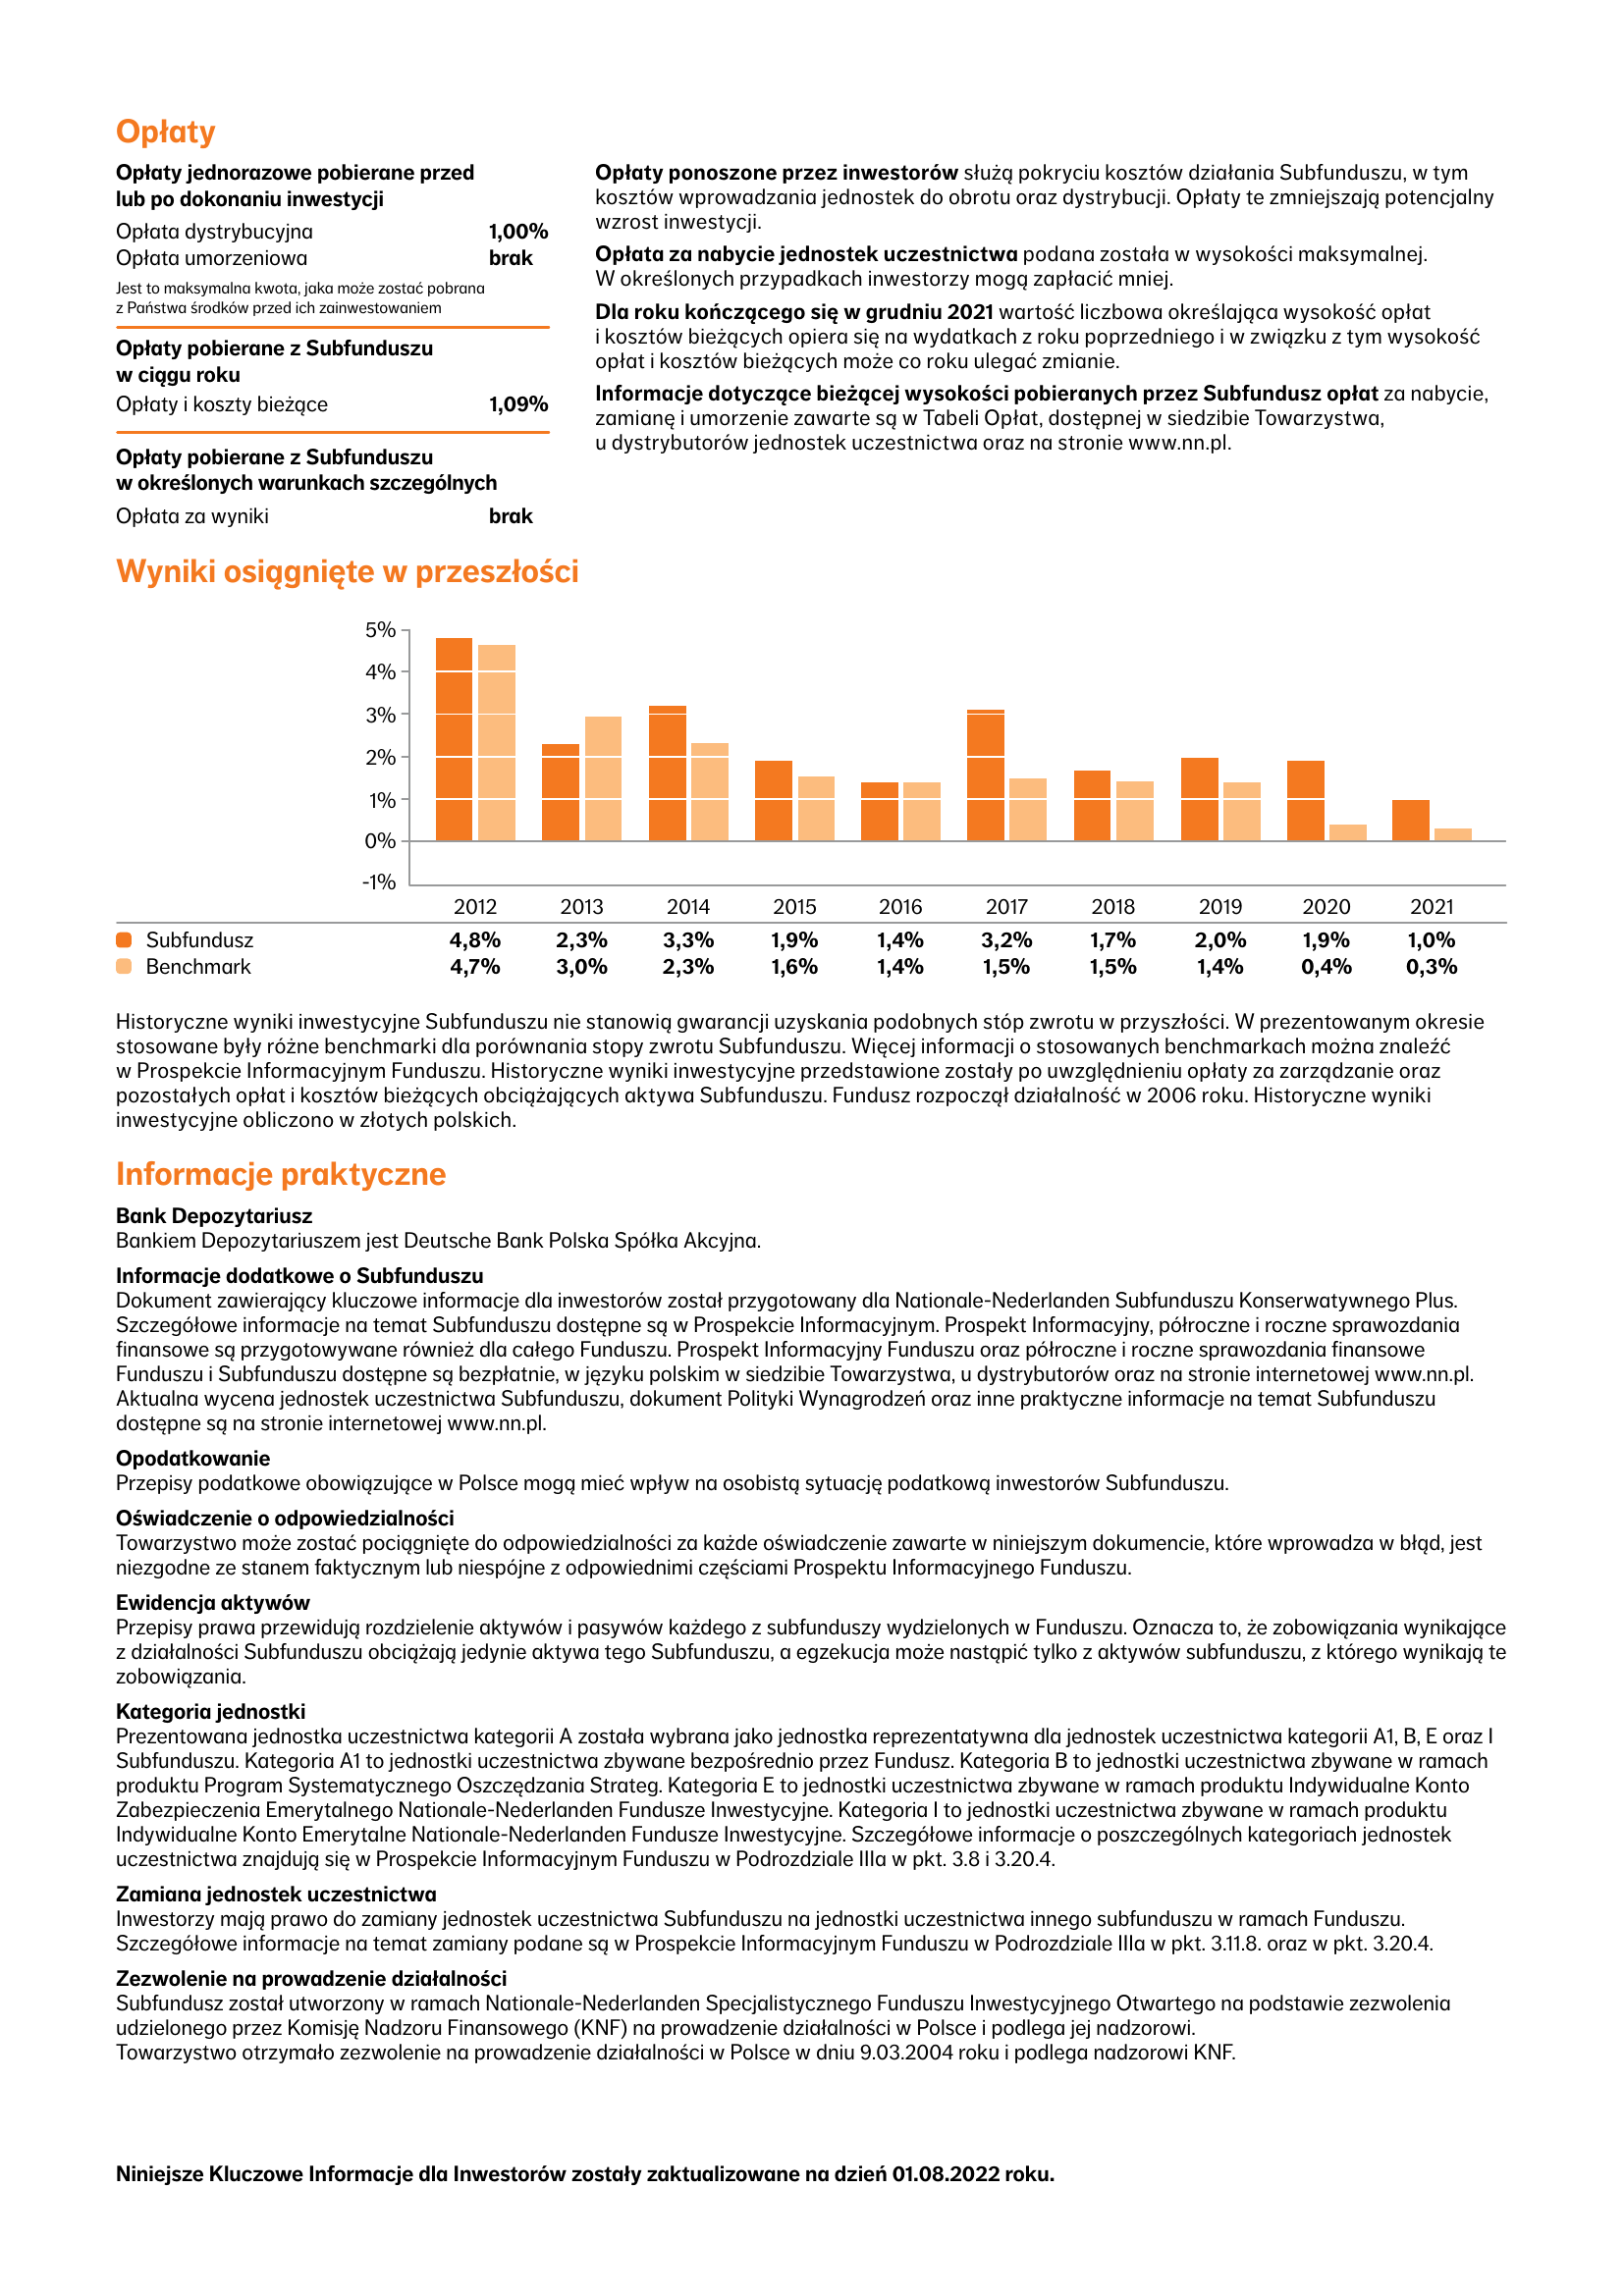 Opłaty
Opłaty jednorazowe pobierane przed
lub po dokonaniu inwestycji
Opłata dystrybucyjna 1,00%
Opłata umorzeniowa brak
Jest to maksymalna kwota, jaka może zostać pobrana
z Państwa środków przed ich zainwestowaniem
Opłaty pobierane z Subfunduszu
w ciągu roku
Opłaty i koszty bieżące 1,09%
Opłaty pobierane z Subfunduszu
w określonych warunkach szczególnych
Opłata za wyniki brak
Opłaty ponoszone przez inwestorów służą pokryciu kosztów działania Subfunduszu, w tym
kosztów wprowadzania jednostek do obrotu oraz dystrybucji. Opłaty te zmniejszają potencjalny
wzrost inwestycji.
Opłata za nabycie jednostek uczestnictwa podana została w wysokości maksymalnej.
W określonych przypadkach inwestorzy mogą zapłacić mniej.
Dla roku kończącego się w grudniu 2021 wartość liczbowa określająca wysokość opłat
i kosztów bieżących opiera się na wydatkach z roku poprzedniego i w związku z tym wysokość
opłat i kosztów bieżących może co roku ulegać zmianie.
Informacje dotyczące bieżącej wysokości pobieranych przez Subfundusz opłat za nabycie,
zamianę i umorzenie zawarte są w Tabeli Opłat, dostępnej w siedzibie Towarzystwa,
u dystrybutorów jednostek uczestnictwa oraz na stronie www.nn.pl.
Wyniki osiągnięte w przeszłości
5%
4%
3%
2%
1%
0%
-1%
2012 2013 2014 2015 2016 2017 2018 2019 2020 2021
Subfundusz 4,8% 2,3% 3,3% 1,9% 1,4% 3,2% 1,7% 2,0% 1,9% 1,0%
Benchmark 4,7% 3,0% 2,3% 1,6% 1,4% 1,5% 1,5% 1,4% 0,4% 0,3%
Historyczne wyniki inwestycyjne Subfunduszu nie stanowią gwarancji uzyskania podobnych stóp zwrotu w przyszłości. W prezentowanym okresie
stosowane były różne benchmarki dla porównania stopy zwrotu Subfunduszu. Więcej informacji o stosowanych benchmarkach można znaleźć
w Prospekcie Informacyjnym Funduszu. Historyczne wyniki inwestycyjne przedstawione zostały po uwzględnieniu opłaty za zarządzanie oraz
pozostałych opłat i kosztów bieżących obciążających aktywa Subfunduszu. Fundusz rozpoczął działalność w 2006 roku. Historyczne wyniki
inwestycyjne obliczono w złotych polskich.
Informacje praktyczne
Bank Depozytariusz
Bankiem Depozytariuszem jest Deutsche Bank Polska Spółka Akcyjna.
Informacje dodatkowe o Subfunduszu
Dokument zawierający kluczowe informacje dla inwestorów został przygotowany dla Nationale-Nederlanden Subfunduszu Konserwatywnego Plus.
Szczegółowe informacje na temat Subfunduszu dostępne są w Prospekcie Informacyjnym. Prospekt Informacyjny, półroczne i roczne sprawozdania
finansowe są przygotowywane również dla całego Funduszu. Prospekt Informacyjny Funduszu oraz półroczne i roczne sprawozdania finansowe
Funduszu i Subfunduszu dostępne są bezpłatnie, w języku polskim w siedzibie Towarzystwa, u dystrybutorów oraz na stronie internetowej www.nn.pl.
Aktualna wycena jednostek uczestnictwa Subfunduszu, dokument Polityki Wynagrodzeń oraz inne praktyczne informacje na temat Subfunduszu
dostępne są na stronie internetowej www.nn.pl.
Opodatkowanie
Przepisy podatkowe obowiązujące w Polsce mogą mieć wpływ na osobistą sytuację podatkową inwestorów Subfunduszu.
Oświadczenie o odpowiedzialności
Towarzystwo może zostać pociągnięte do odpowiedzialności za każde oświadczenie zawarte w niniejszym dokumencie, które wprowadza w błąd, jest
niezgodne ze stanem faktycznym lub niespójne z odpowiednimi częściami Prospektu Informacyjnego Funduszu.
Ewidencja aktywów
Przepisy prawa przewidują rozdzielenie aktywów i pasywów każdego z subfunduszy wydzielonych w Funduszu. Oznacza to, że zobowiązania wynikające
z działalności Subfunduszu obciążają jedynie aktywa tego Subfunduszu, a egzekucja może nastąpić tylko z aktywów subfunduszu, z którego wynikają te
zobowiązania.
Kategoria jednostki
Prezentowana jednostka uczestnictwa kategorii A została wybrana jako jednostka reprezentatywna dla jednostek uczestnictwa kategorii A1, B, E oraz I
Subfunduszu. Kategoria A1 to jednostki uczestnictwa zbywane bezpośrednio przez Fundusz. Kategoria B to jednostki uczestnictwa zbywane w ramach
produktu Program Systematycznego Oszczędzania Strateg. Kategoria E to jednostki uczestnictwa zbywane w ramach produktu Indywidualne Konto
Zabezpieczenia Emerytalnego Nationale-Nederlanden Fundusze Inwestycyjne. Kategoria I to jednostki uczestnictwa zbywane w ramach produktu
Indywidualne Konto Emerytalne Nationale-Nederlanden Fundusze Inwestycyjne. Szczegółowe informacje o poszczególnych kategoriach jednostek
uczestnictwa znajdują się w Prospekcie Informacyjnym Funduszu w Podrozdziale IIIa w pkt. 3.8 i 3.20.4.
Zamiana jednostek uczestnictwa
Inwestorzy mają prawo do zamiany jednostek uczestnictwa Subfunduszu na jednostki uczestnictwa innego subfunduszu w ramach Funduszu.
Szczegółowe informacje na temat zamiany podane są w Prospekcie Informacyjnym Funduszu w Podrozdziale IIIa w pkt. 3.11.8. oraz w pkt. 3.20.4.
Zezwolenie na prowadzenie działalności
Subfundusz został utworzony w ramach Nationale-Nederlanden Specjalistycznego Funduszu Inwestycyjnego Otwartego na podstawie zezwolenia
udzielonego przez Komisję Nadzoru Finansowego (KNF) na prowadzenie działalności w Polsce i podlega jej nadzorowi.
Towarzystwo otrzymało zezwolenie na prowadzenie działalności w Polsce w dniu 9.03.2004 roku i podlega nadzorowi KNF.
Niniejsze Kluczowe Informacje dla Inwestorów zostały zaktualizowane na dzień 01.08.2022 roku.